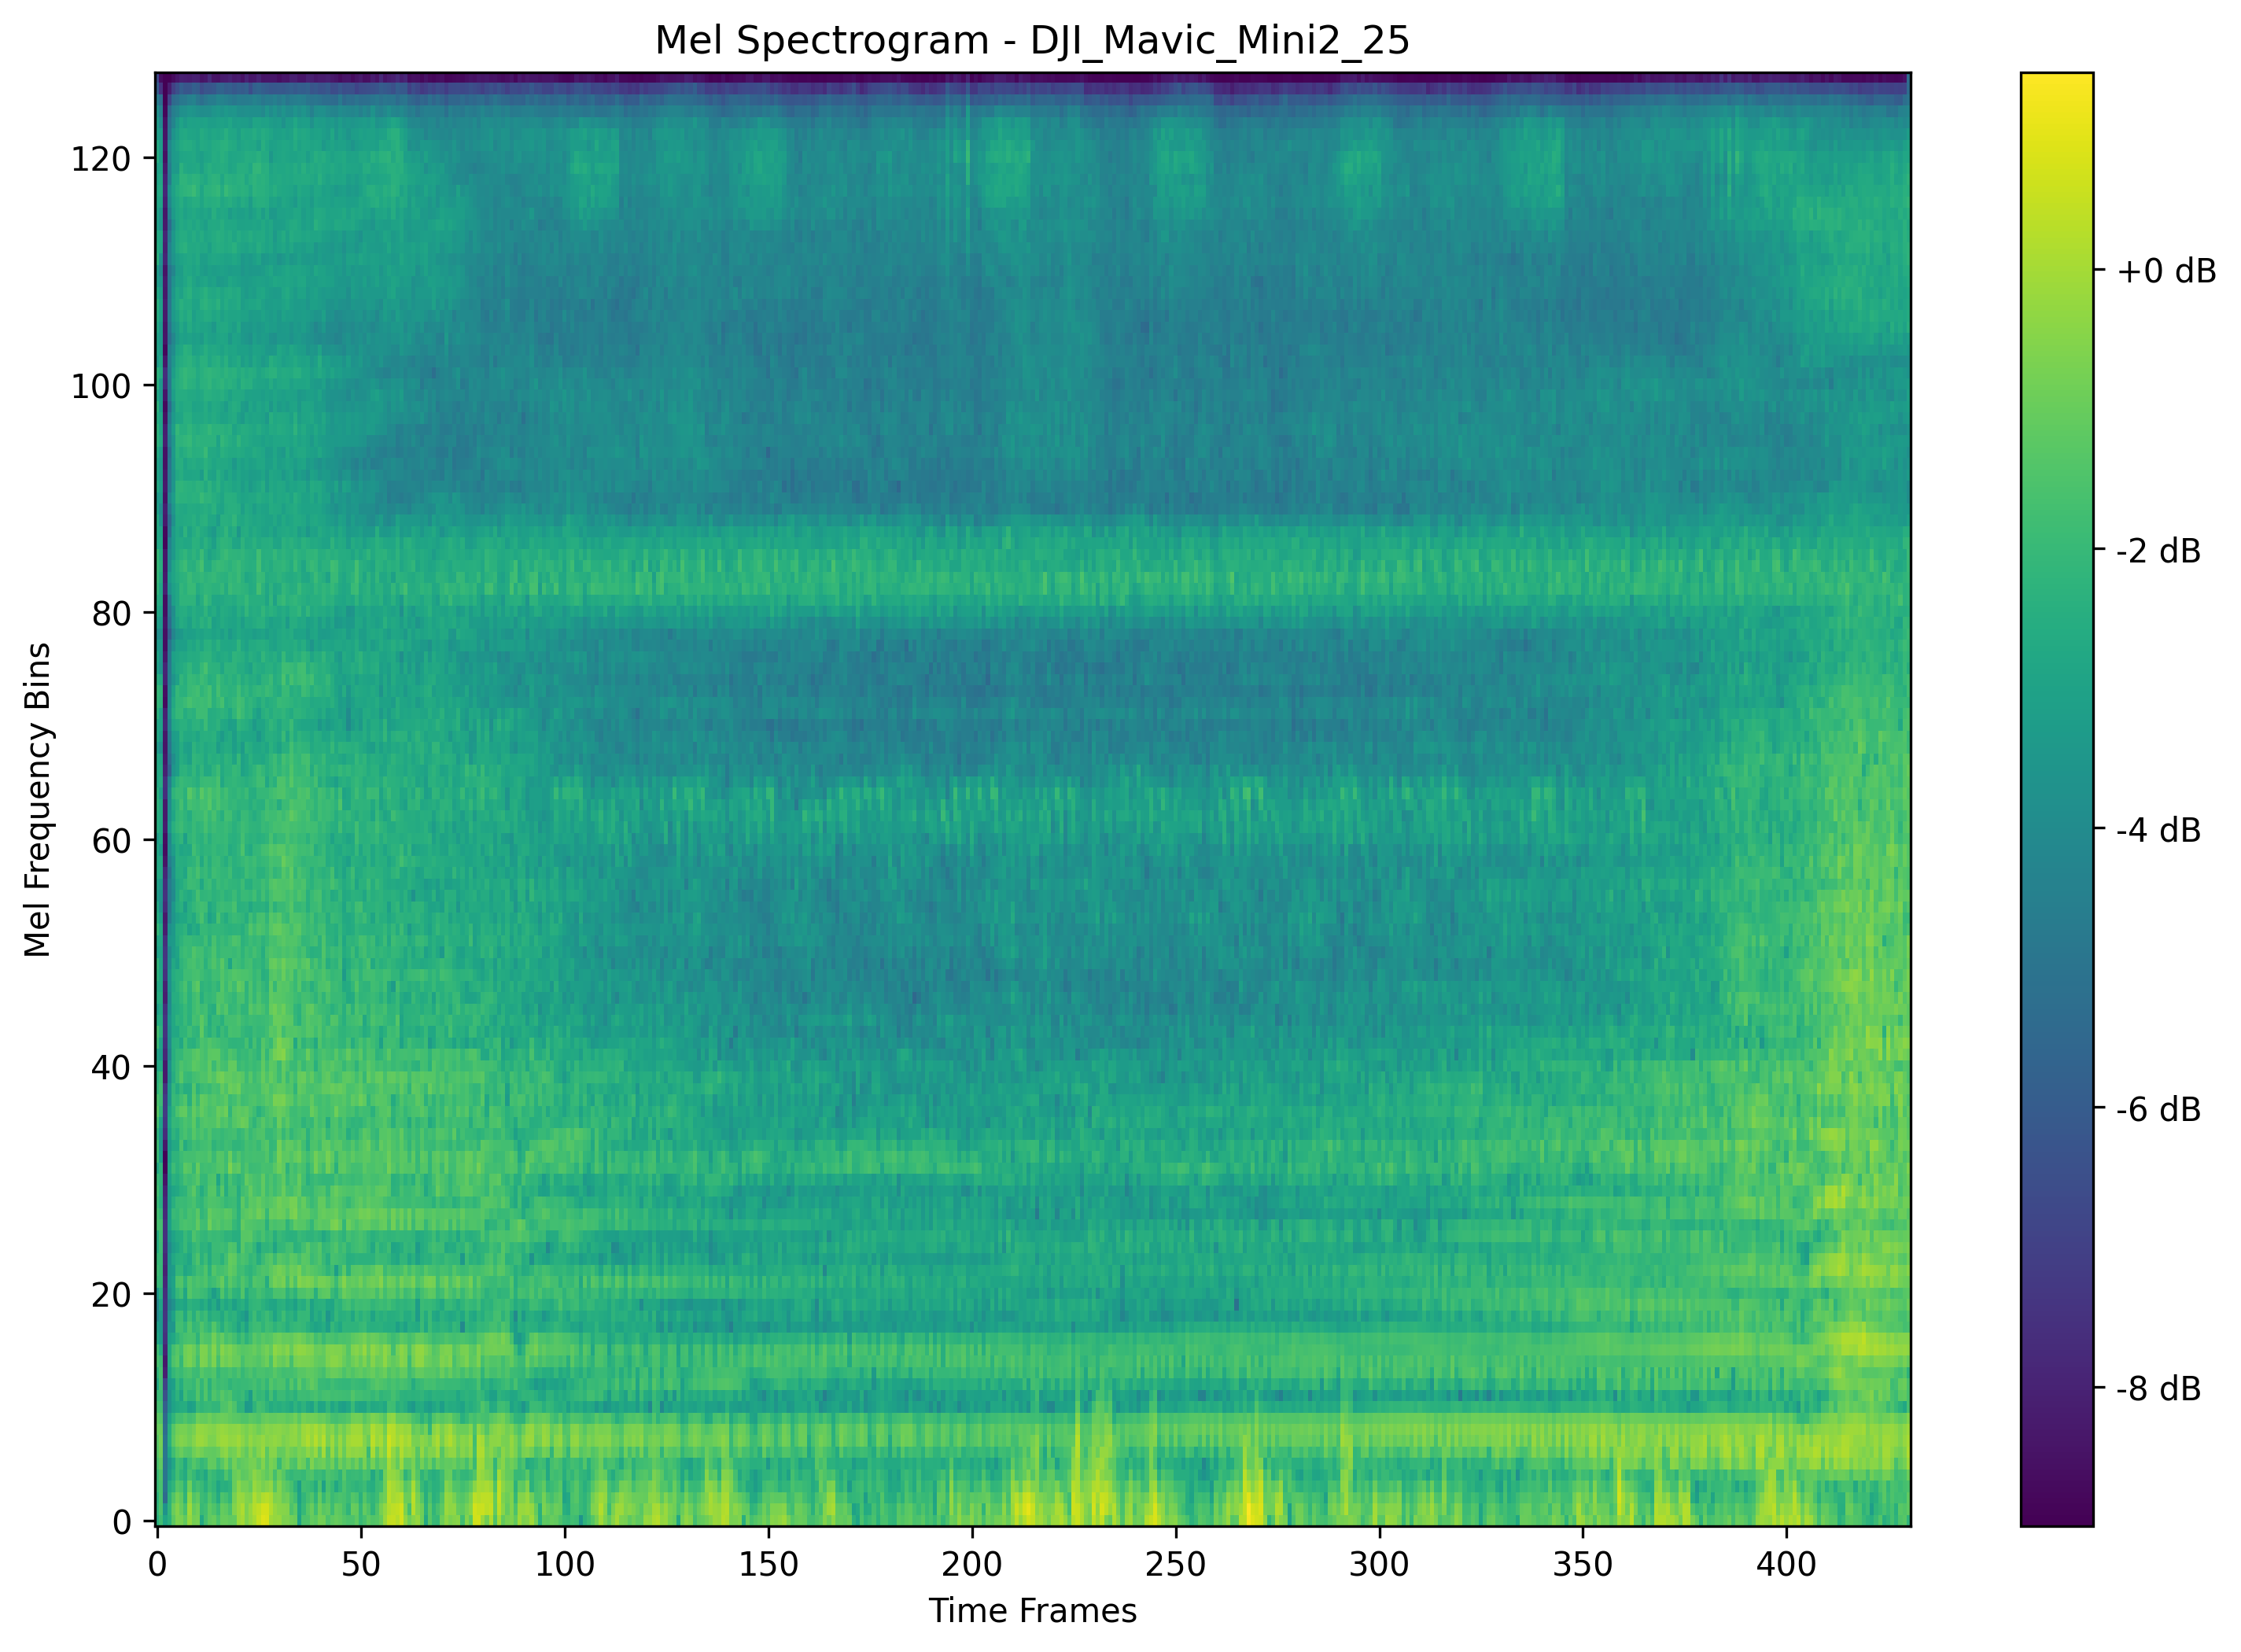 Mel Spectrogram - DJI_Mavic_Mini2_25
120
100
80
60
40
20
0
Mel Frequency Bins
0 50 100 150 200 250 300 350 400
Time Frames
+0 dB
-2 dB
-4 dB
-6 dB
-8 dB